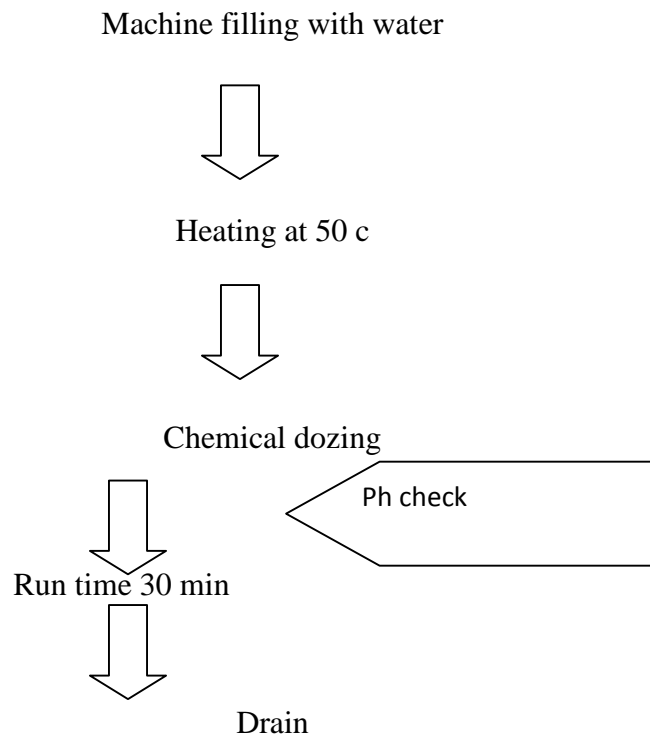 Machine filling with water
Heating at 50 c
Chemical dozing
Ph check
Run time 30 min
Drain